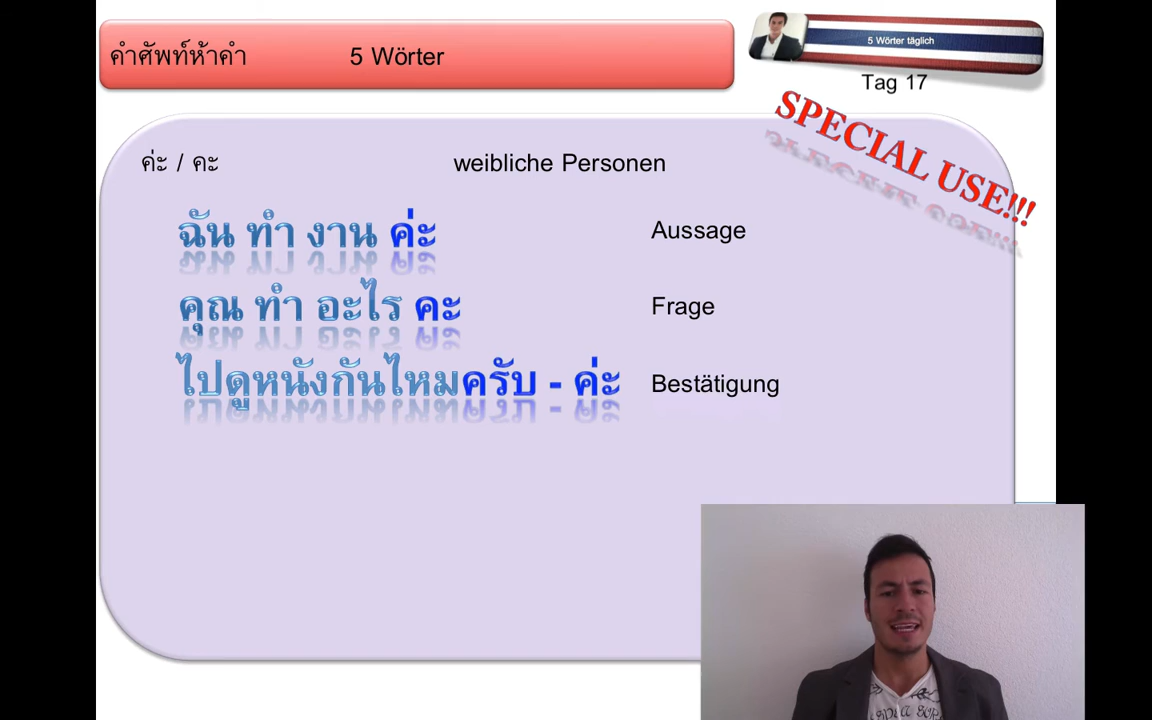 คำศัพท์ห้าคำ 5 Wörter
5 Wörter täglich
Tag 17
SPECIAL USE!!!
ค่ะ / คะ weibliche Personen
ฉัน ทำ งาน ค่ะ Aussage
คุณ ทำ อะไร คะ Frage
ไปดูหนังกันไหมครับ - ค่ะ Bestätigung